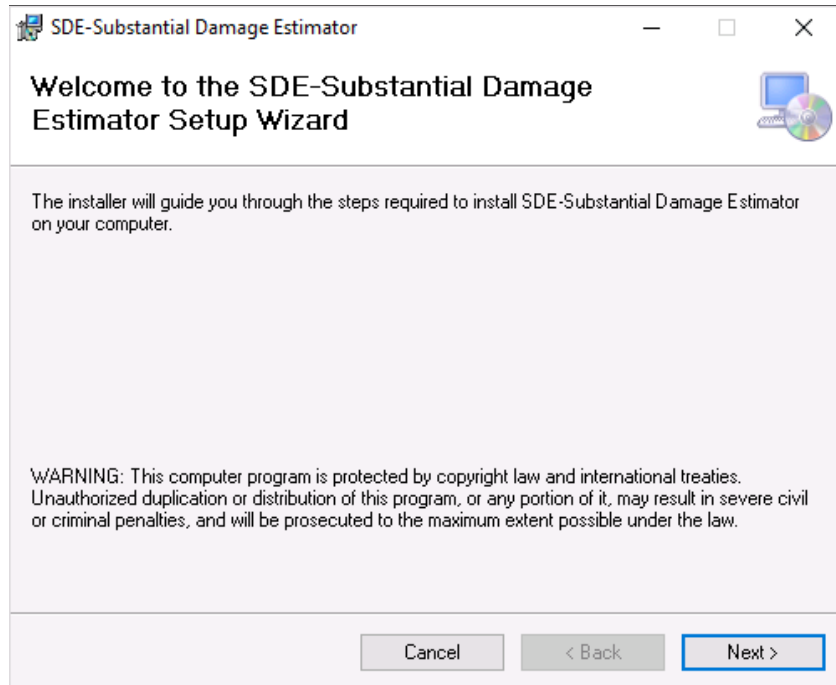 SDE-Substantial Damage Estimator
Welcome to the SDE-Substantial Damage
Estimator Setup Wizard
The installer will guide you through the steps required to install SDE-Substantial Damage Estimator
on your computer.
WARNING: This computer program is protected by copyright law and international treaties.
Unauthorized duplication or distribution of this program, or any portion of it, may result in severe civil
or criminal penalties, and will be prosecuted to the maximum extent possible under the law.
Cancel < Back Next >